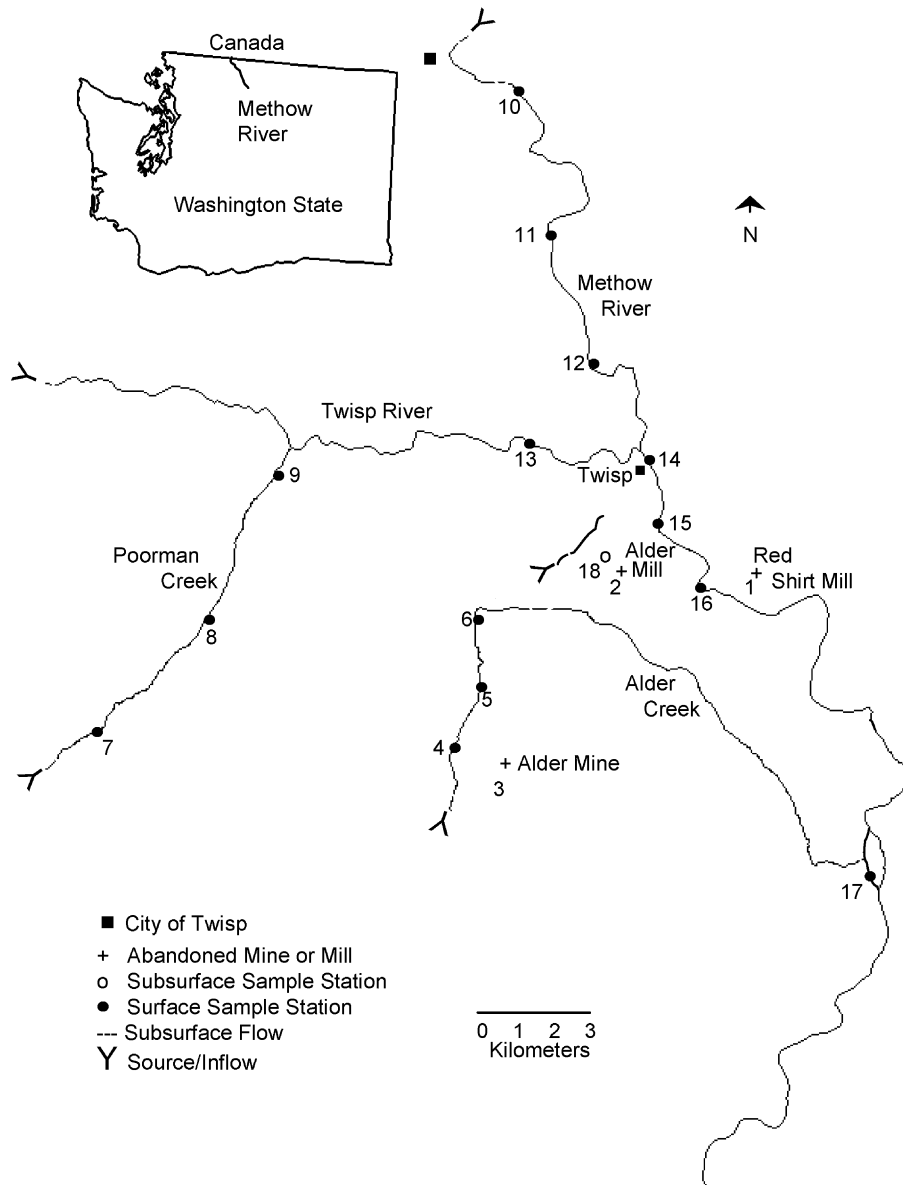 Canada
Methow
River
Washington State
10
N
11
Methow
River
12
Twisp River
13
14
9
Twisp
15
Poorman
Creek
Alder
Mill
18
2
Red
Shirt Mill
1
16
6
8
5
Alder
Creek
4
Alder Mine
3
7
17
City of Twisp
Abandoned Mine or Mill
Subsurface Sample Station
Surface Sample Station
Subsurface Flow
Source/Inflow
0 1 2 3
Kilometers